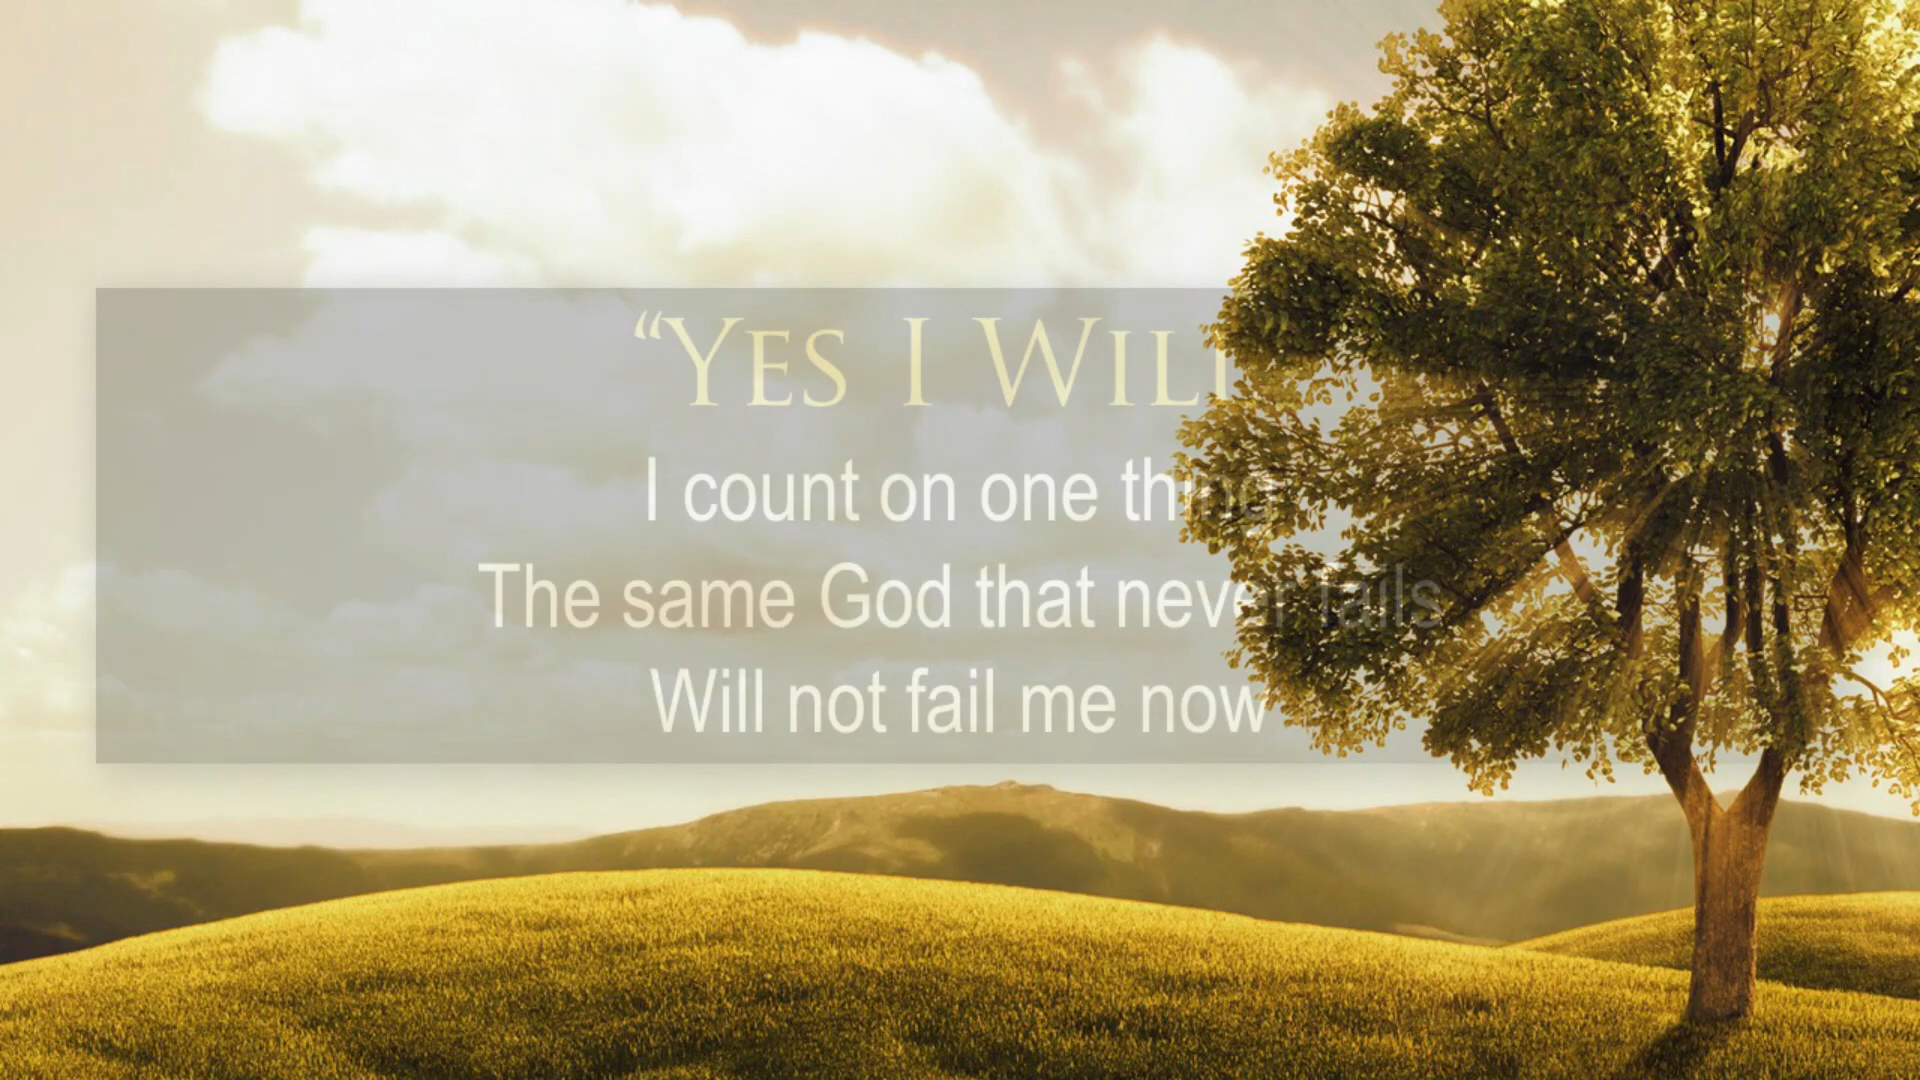 “Yes I Will
I count on one thing
The same God that never fails
Will not fail me now